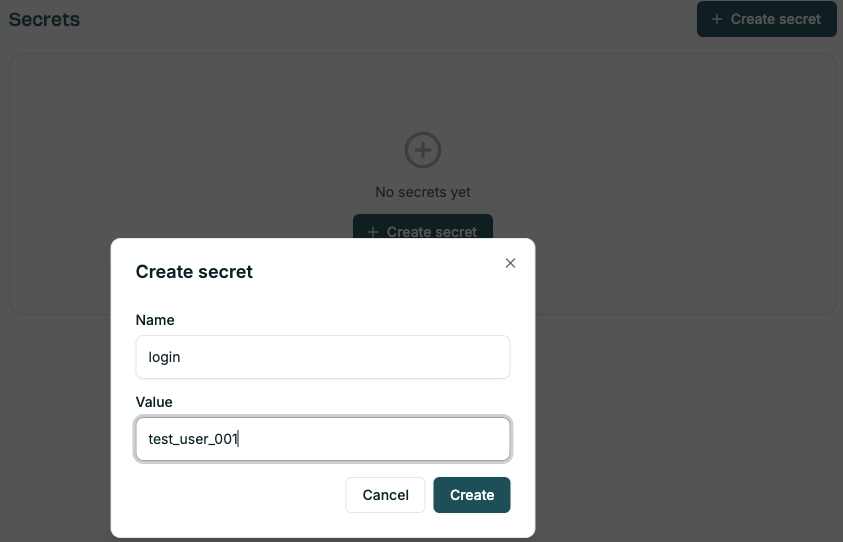 Secrets
+ Create secret
No secrets yet
+ Create secret
Create secret
Name
login
Value
test_user_001
Cancel
Create